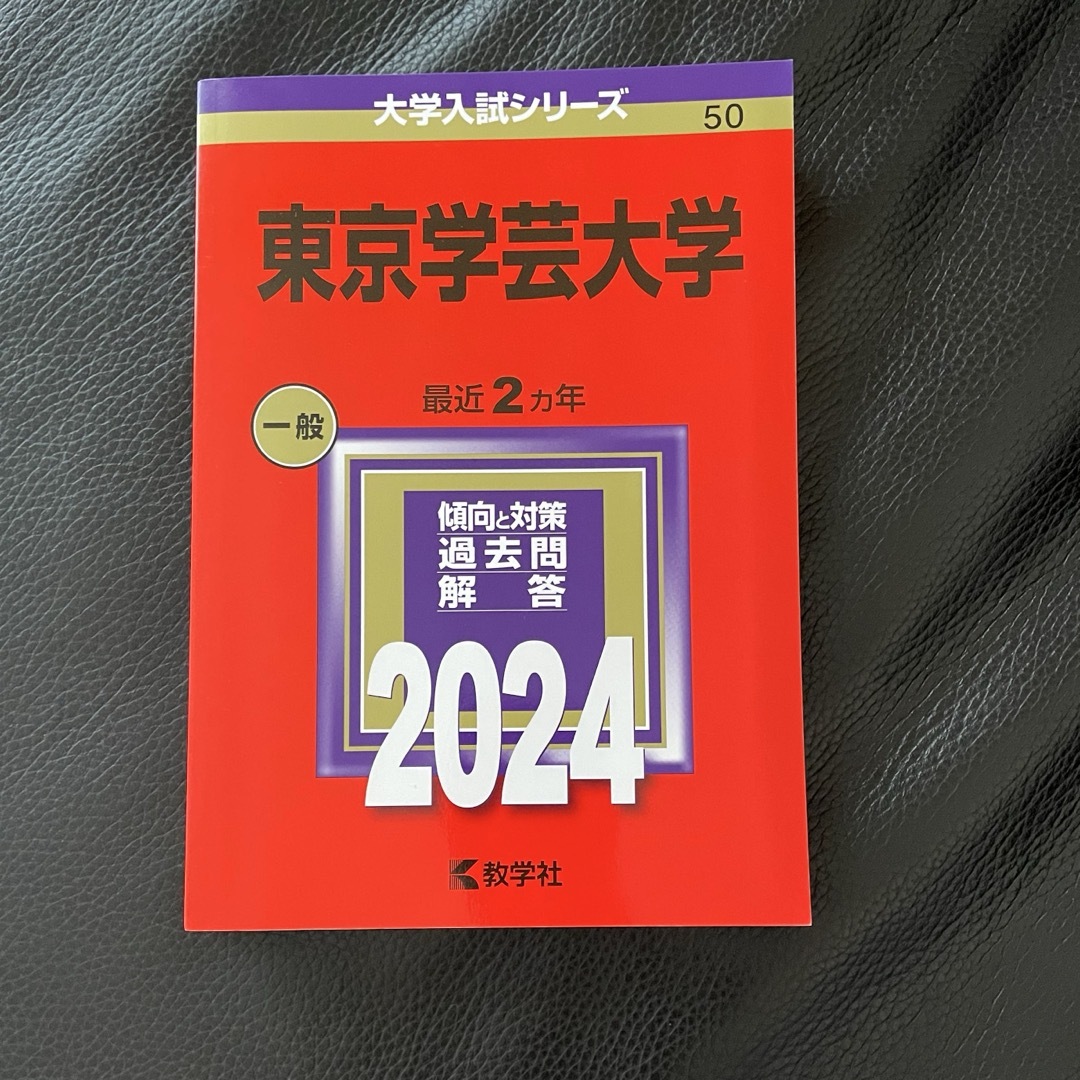 大学入試シリーズ
50
東京学芸大学
最近2カ年
一般
傾向と対策
過去問
解答
2024
教学社